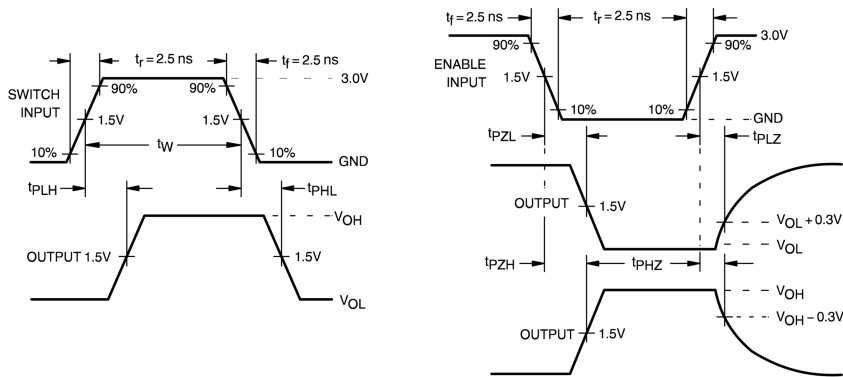 tr = 2.5 ns
tf = 2.5 ns
SWITCH
INPUT
90%
90%
3.0V
1.5V
1.5V
10%
tW
10%
GND
tPLH
tPHL
VOH
OUTPUT 1.5V
1.5V
VOL
tf = 2.5 ns
tr = 2.5 ns
90%
90%
3.0V
ENABLE
INPUT
1.5V
1.5V
10%
10%
GND
tPZL
tPLZ
OUTPUT
1.5V
VOL + 0.3V
VOL
tPZH
tPHZ
VOH
VOH – 0.3V
OUTPUT
1.5V